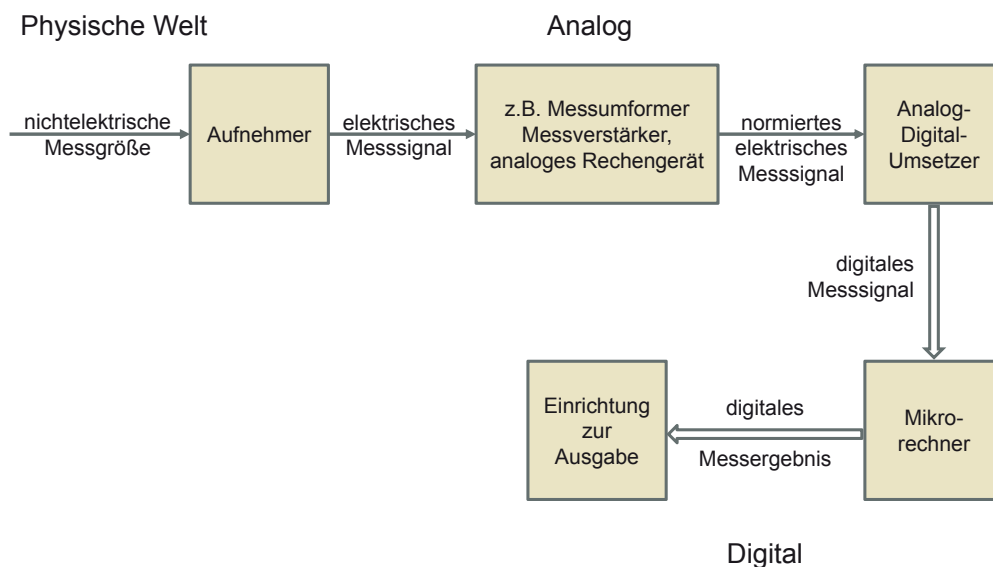 Physische Welt
Analog
nichtelektrische
Messgröße
Aufnehmer
elektrisches
Messsignal
z.B. Messumformer
Messverstärker,
analoges Rechengerät
normiertes
elektrisches
Messsignal
Analog-
Digital-
Umsetzer
digitales
Messsignal
Mikro-
rechner
digitales
Messergebnis
Einrichtung
zur
Ausgabe
Digital